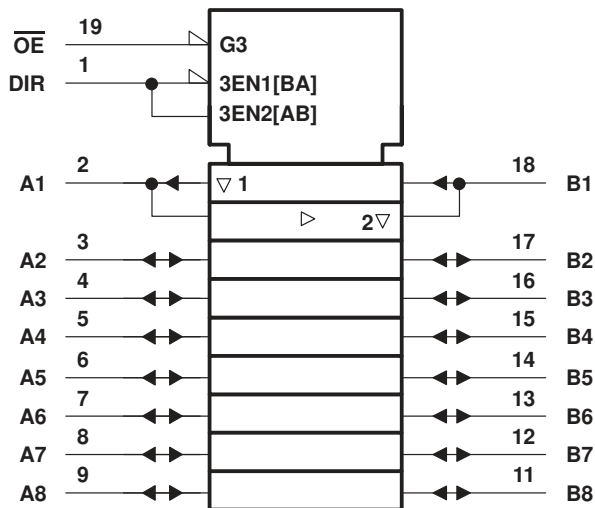 19
O̅E̅ G3
1
DIR 3EN1[BA]
3EN2[AB]
2 18
A1 ▽ 1 B1
▷ 2▽
3 17
A2 B2
4 16
A3 B3
5 15
A4 B4
6 14
A5 B5
7 13
A6 B6
8 12
A7 B7
9 11
A8 B8